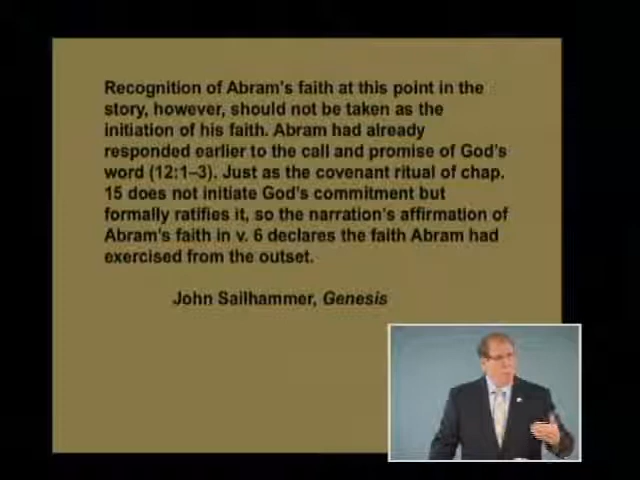 Recognition of Abram's faith at this point in the
story, however, should not be taken as the
initiation of his faith. Abram had already
responded earlier to the call and promise of God's
word (12:1–3). Just as the covenant ritual of chap.
15 does not initiate God's commitment but
formally ratifies it, so the narration's affirmation of
Abram's faith in v. 6 declares the faith Abram had
exercised from the outset.
John Sailhammer, Genesis